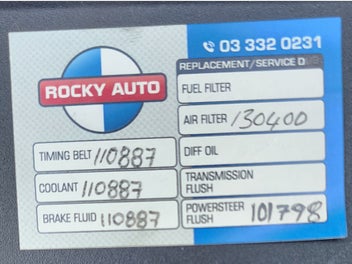 03 332 0231
ROCKY AUTO
REPLACEMENT/SERVICE D
FUEL FILTER
AIR FILTER 130400
TIMING BELT 110887
DIFF OIL
COOLANT 110887
TRANSMISSION
FLUSH
BRAKE FLUID 110887
POWERSTEER
FLUSH 101798